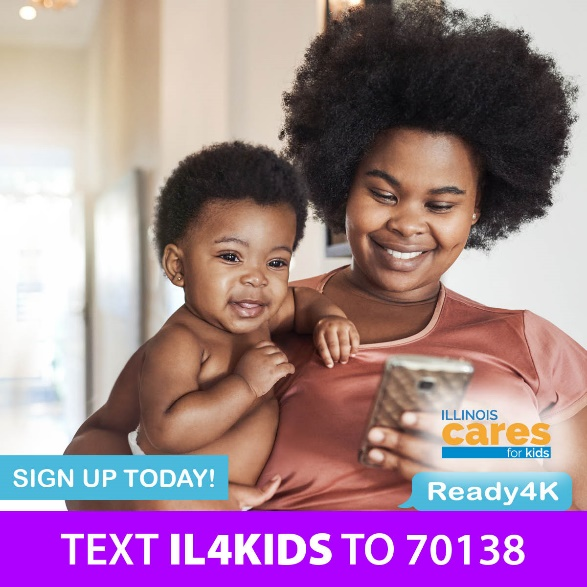 ILLINOIS
cares
for kids
SIGN UP TODAY!
Ready4K
TEXT IL4KIDS TO 70138